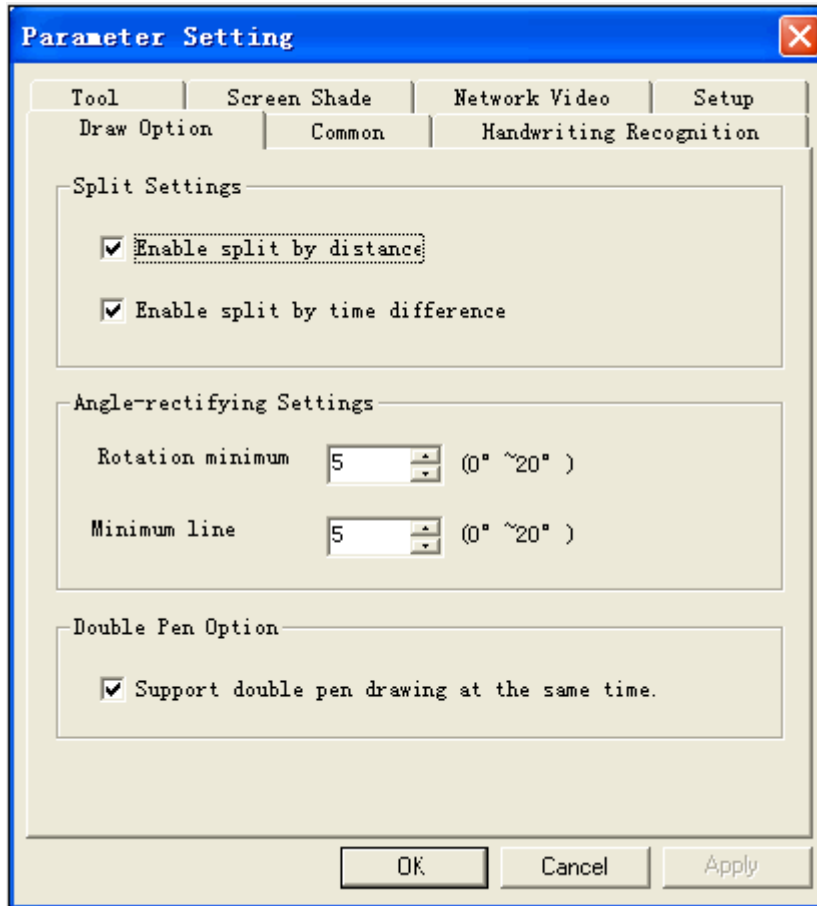 Parameter Setting
Tool Screen Shade Network Video Setup
Draw Option Common Handwriting Recognition
Split Settings
Enable split by distance
Enable split by time difference
Angle-rectifying Settings
Rotation minimum 5 (0° ~20° )
Minimum line 5 (0° ~20° )
Double Pen Option
Support double pen drawing at the same time.
OK Cancel Apply